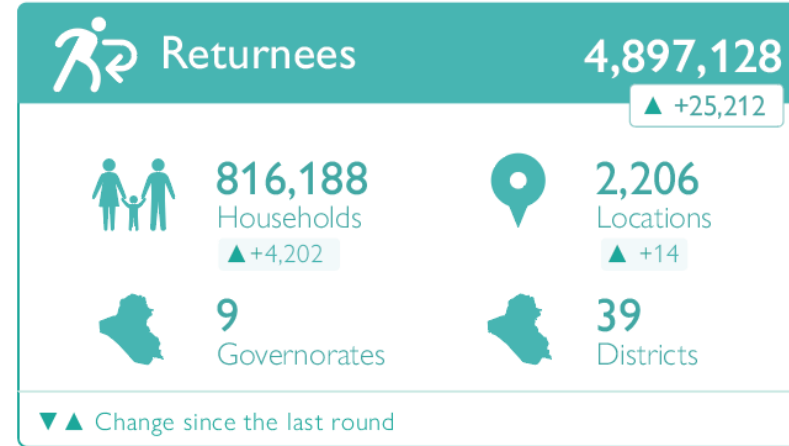 Returnees 4,897,128
▲ +25,212
816,188
Households
▲+4,202
2,206
Locations
▲ +14
9
Governorates
39
Districts
▼▲ Change since the last round